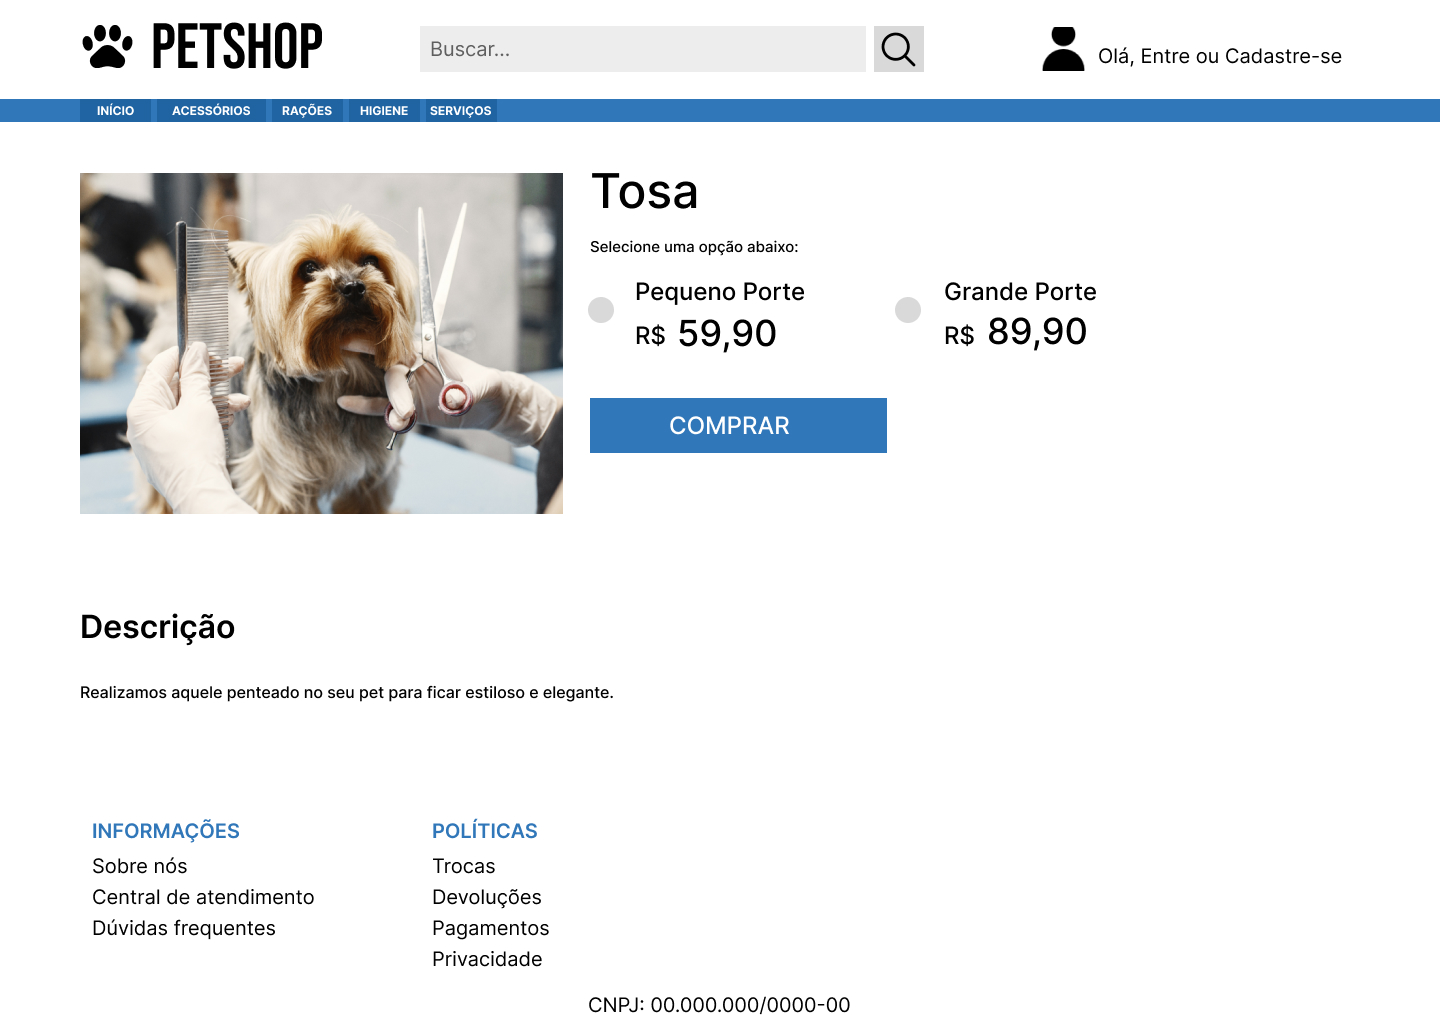 PETSHOP
Buscar...
Olá, Entre ou Cadastre-se
INÍCIO ACESSÓRIOS RAÇÕES HIGIENE SERVIÇOS
Tosa
Selecione uma opção abaixo:
Pequeno Porte
R$ 59,90
Grande Porte
R$ 89,90
COMPRAR
Descrição
Realizamos aquele penteado no seu pet para ficar estiloso e elegante.
INFORMAÇÕES
Sobre nós
Central de atendimento
Dúvidas frequentes
POLÍTICAS
Trocas
Devoluções
Pagamentos
Privacidade
CNPJ: 00.000.000/0000-00